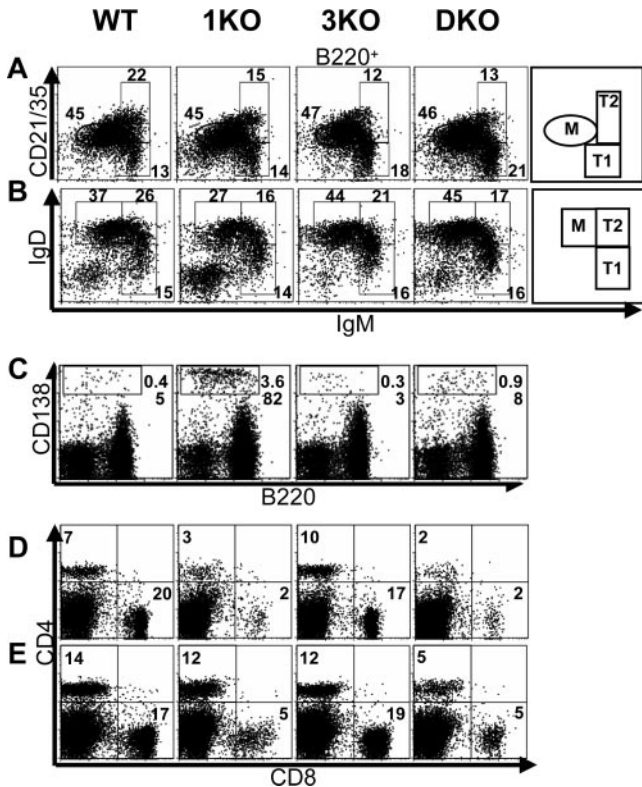 WT 1KO 3KO DKO
B220+
A
22 15 12 13
45 45 47 46
13 14 18 21
CD21/35
T2
M
T1
B
37 26 27 16 44 21 45 17
15 14 16 16
IgD
M T2
T1
IgM
C
0.4 3.6 0.3 0.9
5 82 3 8
CD138
B220
D
7 3 10 2
20 2 17 2
CD4
E
14 12 12 5
17 5 19 5
CD8